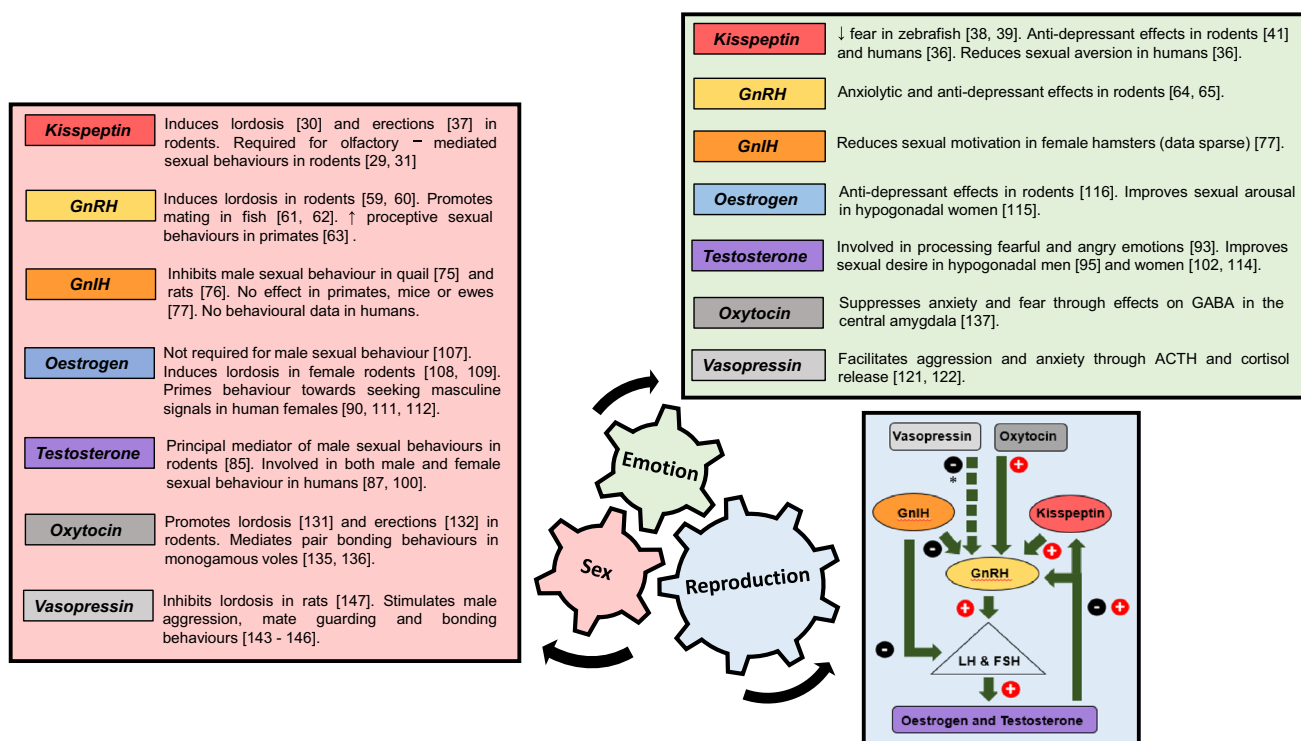 Kisspeptin
Induces lordosis [30] and erections [37] in
rodents. Required for olfactory – mediated
sexual behaviours in rodents [29, 31]
GnRH
Induces lordosis in rodents [59, 60]. Promotes
mating in fish [61, 62]. ↑ proceptive sexual
behaviours in primates [63] .
GnIH
Inhibits male sexual behaviour in quail [75] and
rats [76]. No effect in primates, mice or ewes
[77]. No behavioural data in humans.
Oestrogen
Not required for male sexual behaviour [107].
Induces lordosis in female rodents [108, 109].
Primes behaviour towards seeking masculine
signals in human females [90, 111, 112].
Testosterone
Principal mediator of male sexual behaviours in
rodents [85]. Involved in both male and female
sexual behaviour in humans [87, 100].
Oxytocin
Promotes lordosis [131] and erections [132] in
rodents. Mediates pair bonding behaviours in
monogamous voles [135, 136].
Vasopressin
Inhibits lordosis in rats [147]. Stimulates male
aggression, mate guarding and bonding
behaviours [143 - 146].
Kisspeptin
↓ fear in zebrafish [38, 39]. Anti-depressant effects in rodents [41]
and humans [36]. Reduces sexual aversion in humans [36].
GnRH
Anxiolytic and anti-depressant effects in rodents [64, 65].
GnIH
Reduces sexual motivation in female hamsters (data sparse) [77].
Oestrogen
Anti-depressant effects in rodents [116]. Improves sexual arousal
in hypogonadal women [115].
Testosterone
Involved in processing fearful and angry emotions [93]. Improves
sexual desire in hypogonadal men [95] and women [102, 114].
Oxytocin
Suppresses anxiety and fear through effects on GABA in the
central amygdala [137].
Vasopressin
Facilitates aggression and anxiety through ACTH and cortisol
release [121, 122].
Emotion
Sex
Reproduction
Vasopressin
Oxytocin
-
*
+
GnIH
Kisspeptin
-
+
GnRH
+
- +
-
LH & FSH
+
Oestrogen and Testosterone